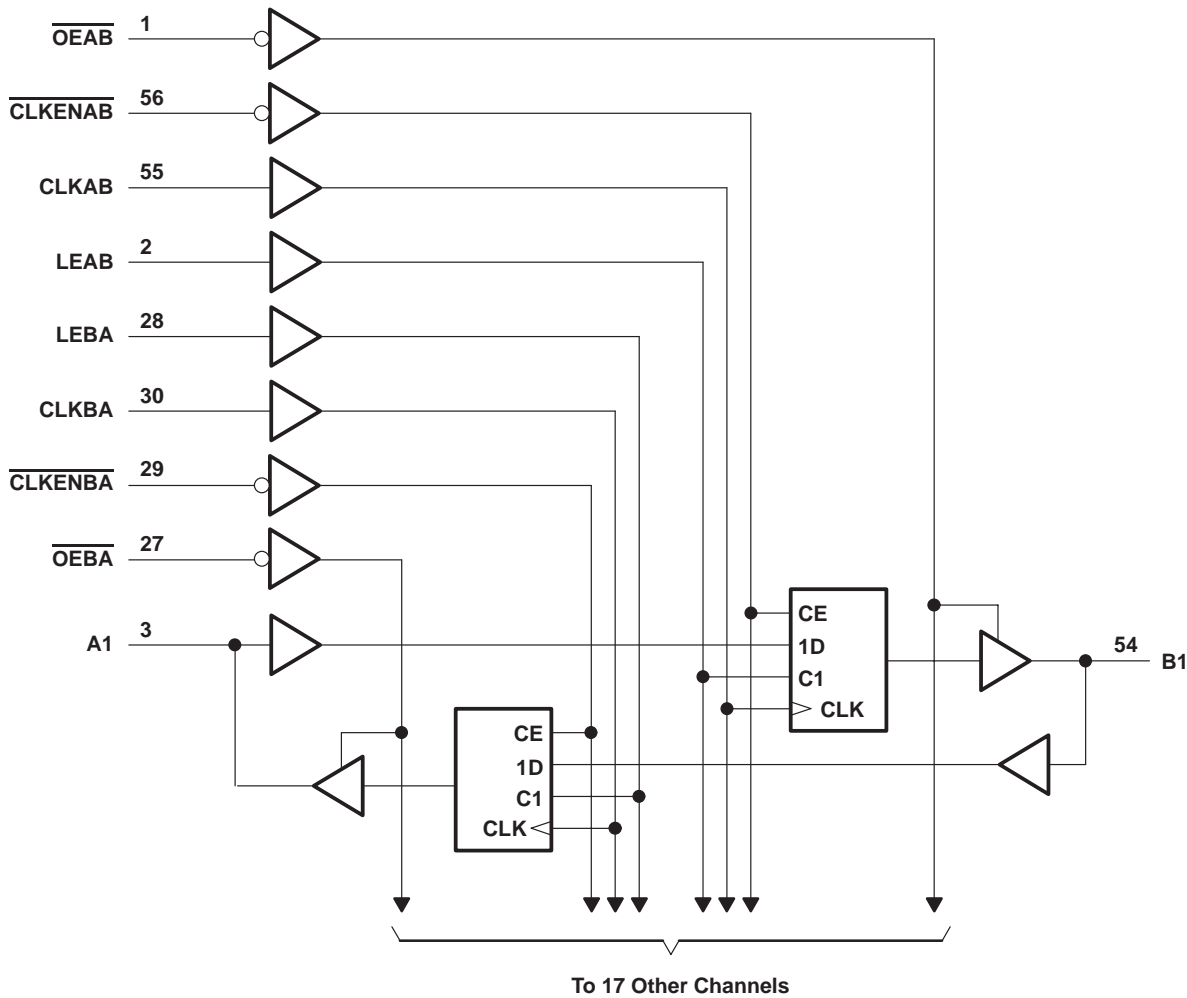 OEAB 1
CLKENAB 56
CLKAB 55
LEAB 2
LEBA 28
CLKBA 30
CLKENBA 29
OEBA 27
A1 3
CE
1D
C1
CLK
54 B1
CE
1D
C1
CLK
To 17 Other Channels